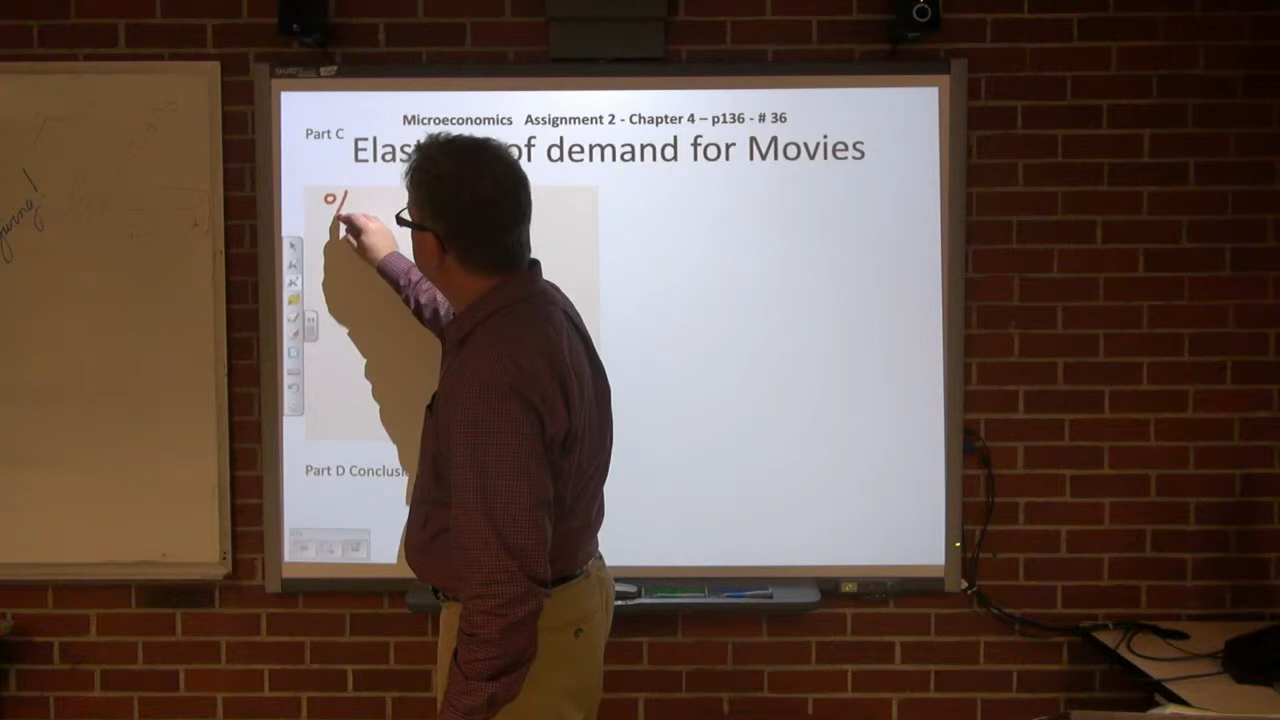 Microeconomics Assignment 2 - Chapter 4 – p136 - # 36
Part C
Elas of demand for Movies
%
Part D Conclusi